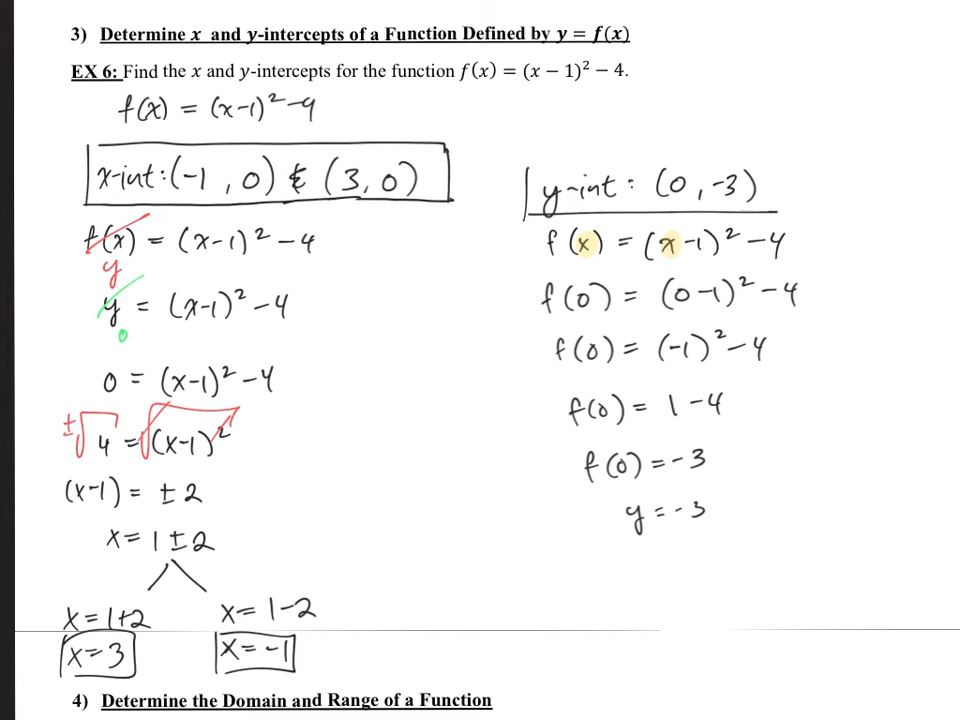 3) Determine x and y-intercepts of a Function Defined by y = f(x)
EX 6: Find the x and y-intercepts for the function f(x) = (x − 1)² − 4.
f(x) = (x-1)² -4
x-int: (-1, 0) & (3, 0)
f(x) = (x-1)² - 4
y
y = (x-1)² - 4
0
0 = (x-1)² - 4
±√4 = √(x-1)²
(x-1) = ±2
x = 1 ± 2
x = 1+2 x = 1-2
x = 3 x = -1
y-int: (0, -3)
f(x) = (x-1)² - 4
f(0) = (0-1)² - 4
f(0) = (-1)² - 4
f(0) = 1 - 4
f(0) = -3
y = -3
4) Determine the Domain and Range of a Function